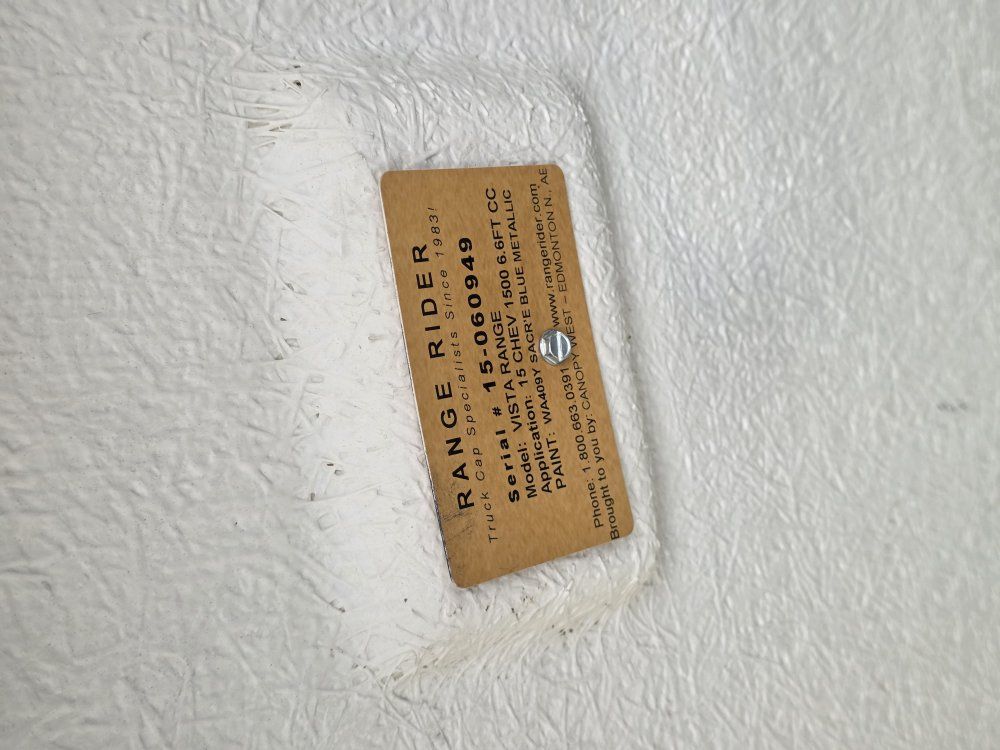 RANGE RIDER
Truck Cap Specialists Since 1983!
Serial # 15-060949
Model: VISTA RANGE
Application: 15 CHEV 1500 6.6FT CC
PAINT: WA409Y SACR'E BLUE METALLIC
Phone: 1.800.663.0391 www.rangerider.com
Brought to you by: CANOPY WEST – EDMONTON N., AE